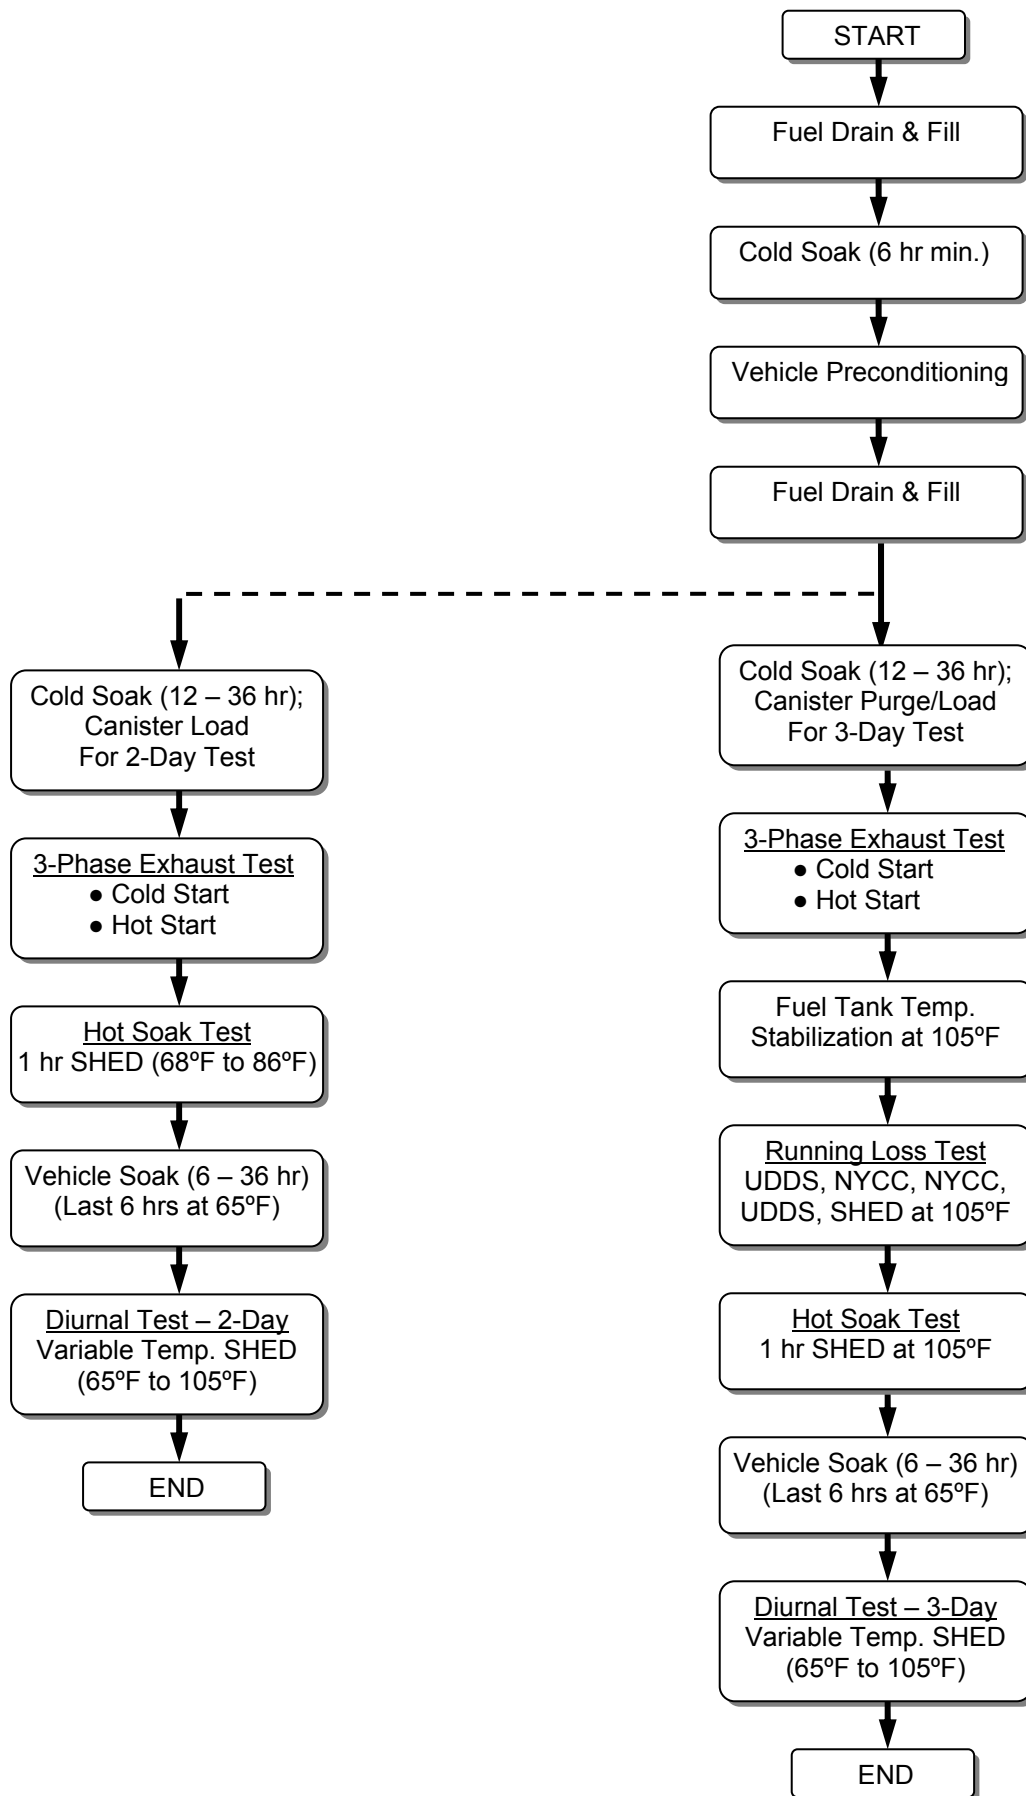 START
Fuel Drain & Fill
Cold Soak (6 hr min.)
Vehicle Preconditioning
Fuel Drain & Fill
Cold Soak (12 – 36 hr);
Canister Load
For 2-Day Test
3-Phase Exhaust Test
● Cold Start
● Hot Start
Hot Soak Test
1 hr SHED (68ºF to 86ºF)
Vehicle Soak (6 – 36 hr)
(Last 6 hrs at 65ºF)
Diurnal Test – 2-Day
Variable Temp. SHED
(65ºF to 105ºF)
END
Cold Soak (12 – 36 hr);
Canister Purge/Load
For 3-Day Test
3-Phase Exhaust Test
● Cold Start
● Hot Start
Fuel Tank Temp.
Stabilization at 105ºF
Running Loss Test
UDDS, NYCC, NYCC,
UDDS, SHED at 105ºF
Hot Soak Test
1 hr SHED at 105ºF
Vehicle Soak (6 – 36 hr)
(Last 6 hrs at 65ºF)
Diurnal Test – 3-Day
Variable Temp. SHED
(65ºF to 105ºF)
END